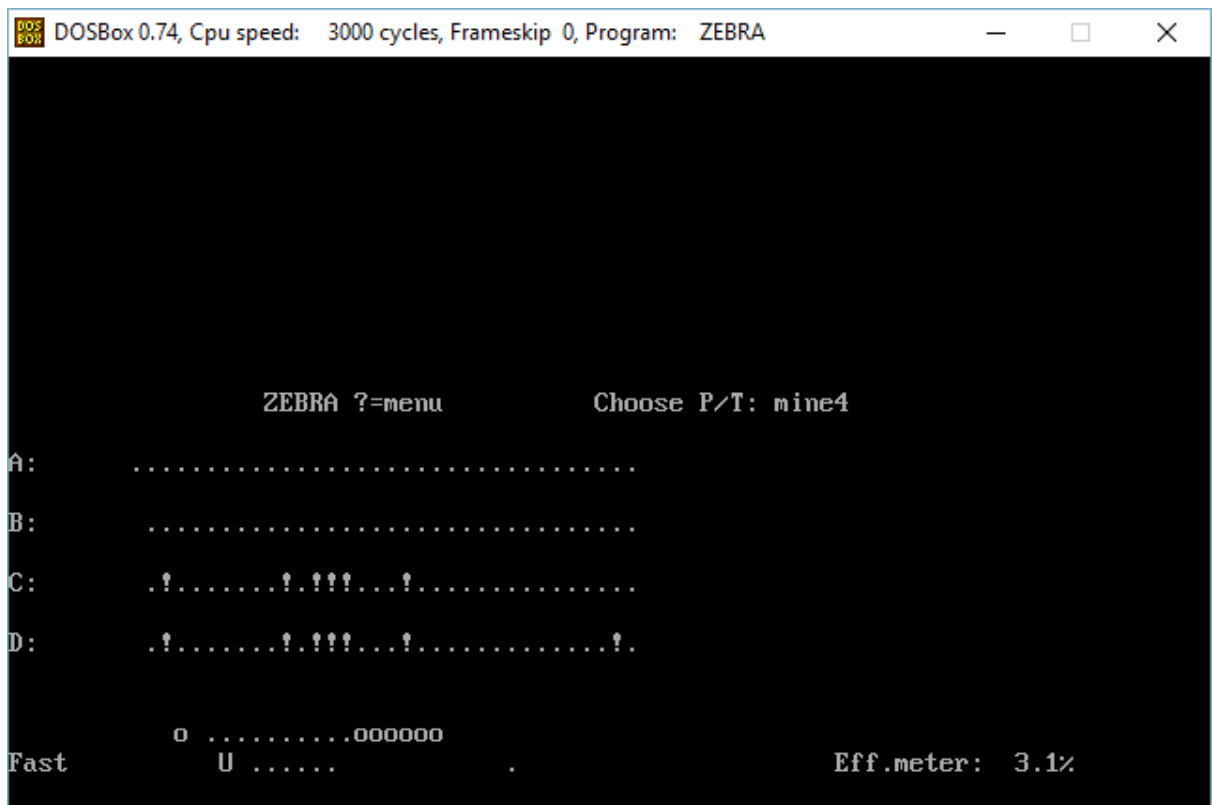 DOSBox 0.74, Cpu speed: 3000 cycles, Frameskip 0, Program: ZEBRA
ZEBRA ?=menu Choose P/T: mine4
A: ..................................
B: .................................
C: .!.......!.!!!...!...............
D: .!.......!.!!!...!.............!.
o ..........oooooo
Fast U ...... . Eff.meter: 3.1%